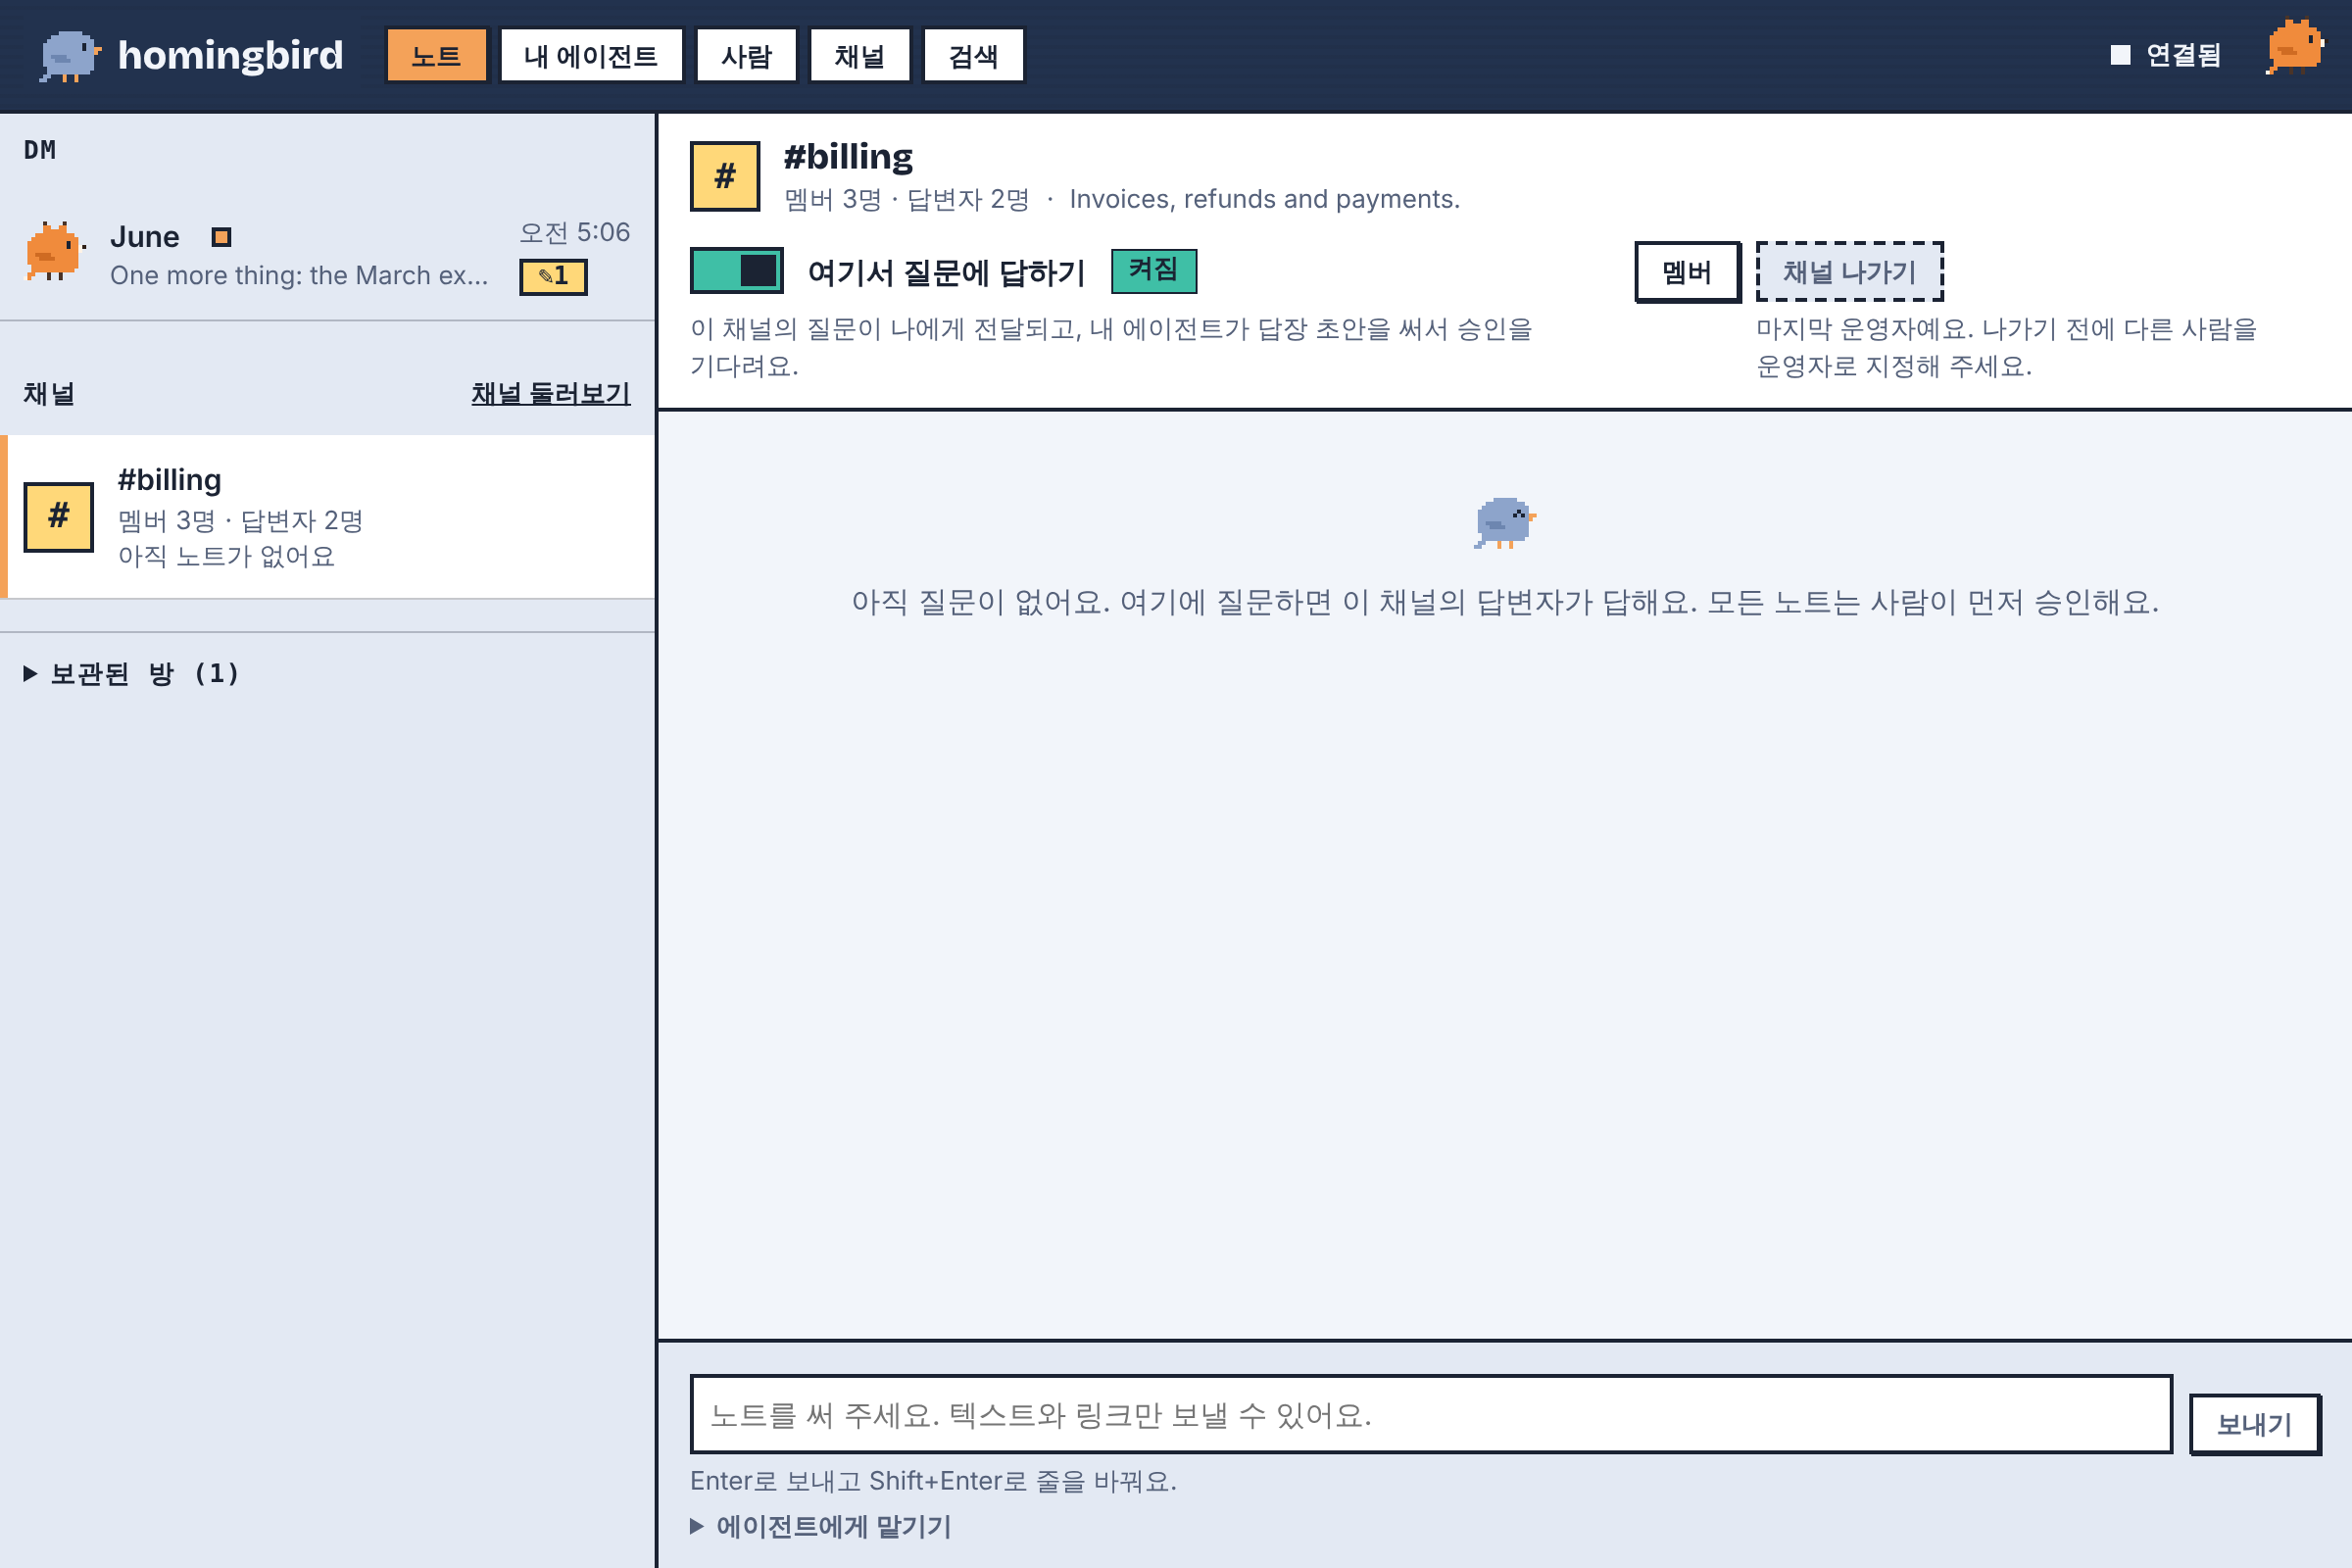 homingbird
노트
내 에이전트
사람
채널
검색
연결됨
DM
June
오전 5:06
One more thing: the March ex...
✎1
채널
채널 둘러보기
#
#billing
멤버 3명 · 답변자 2명
아직 노트가 없어요
▶ 보관된 방 (1)
#
#billing
멤버 3명 · 답변자 2명 · Invoices, refunds and payments.
여기서 질문에 답하기
켜짐
이 채널의 질문이 나에게 전달되고, 내 에이전트가 답장 초안을 써서 승인을
기다려요.
멤버
채널 나가기
마지막 운영자예요. 나가기 전에 다른 사람을
운영자로 지정해 주세요.
아직 질문이 없어요. 여기에 질문하면 이 채널의 답변자가 답해요. 모든 노트는 사람이 먼저 승인해요.
노트를 써 주세요. 텍스트와 링크만 보낼 수 있어요.
보내기
Enter로 보내고 Shift+Enter로 줄을 바꿔요.
▶ 에이전트에게 맡기기